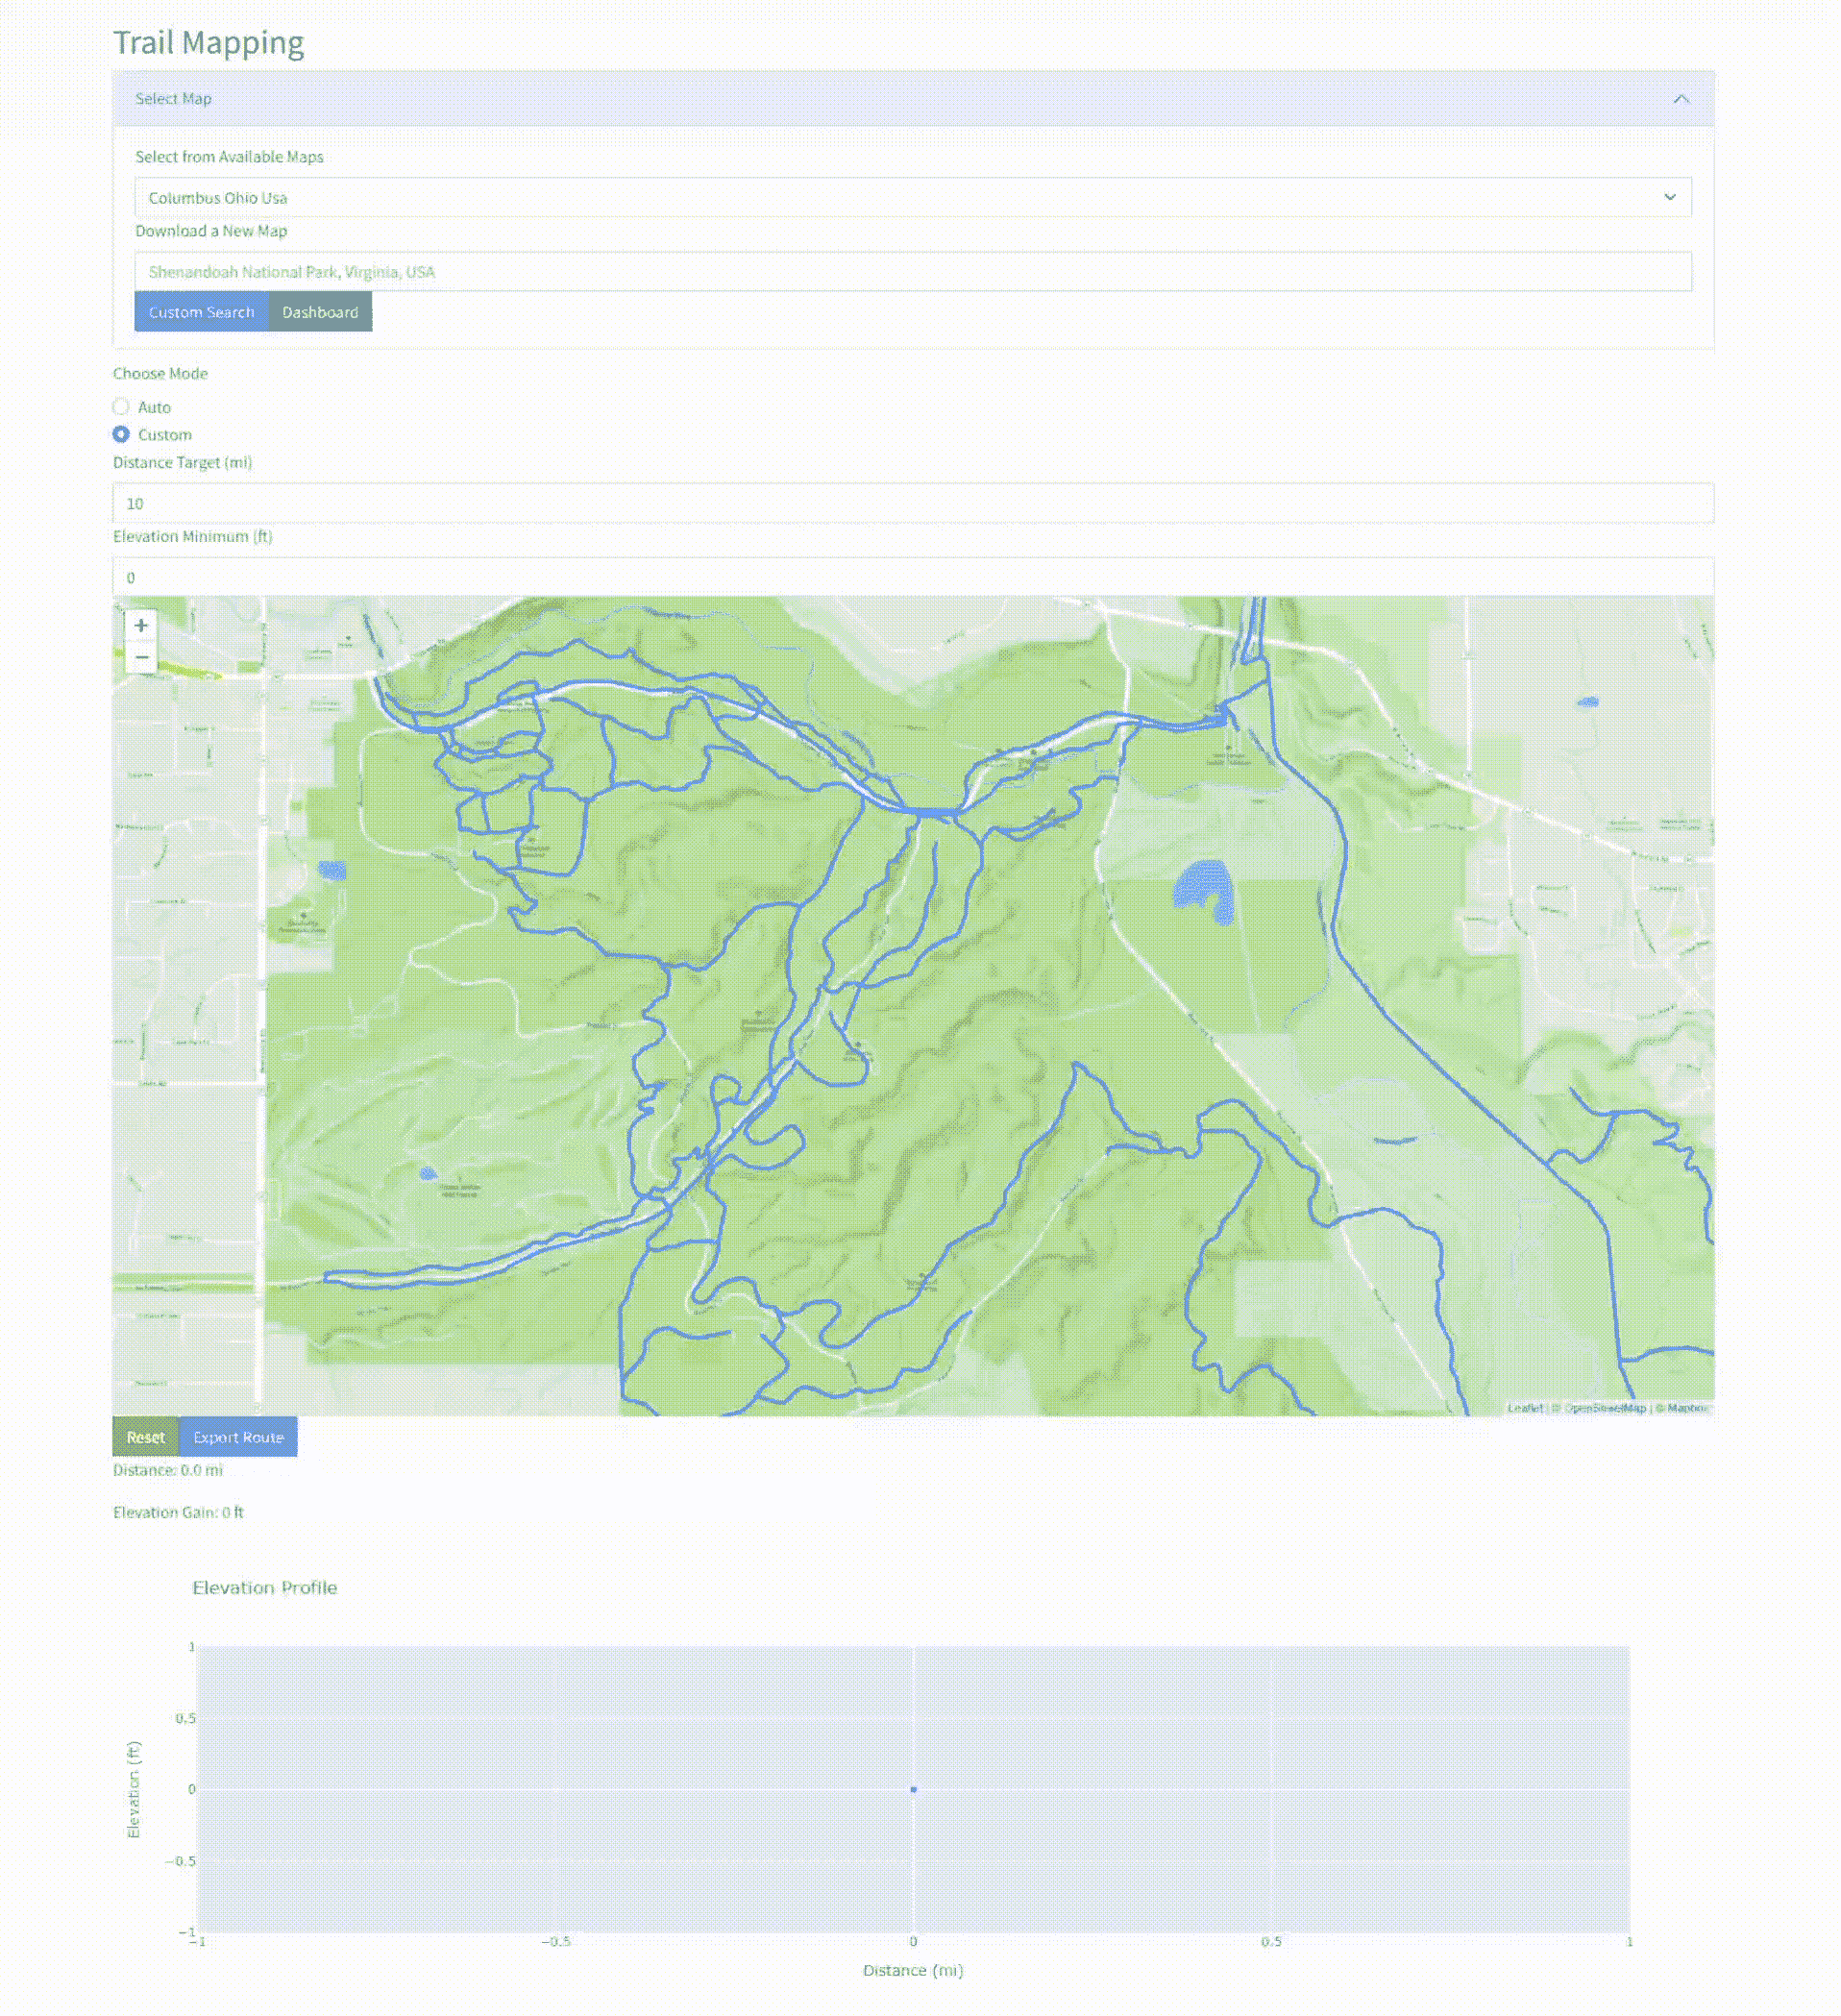 Trail Mapping
Select Map
Select from Available Maps
Columbus Ohio Usa
Download a New Map
Shenandoah National Park, Virginia, USA
Custom Search Dashboard
Choose Mode
Auto
Custom
Distance Target (mi)
10
Elevation Minimum (ft)
0
+
−
Leaflet | © OpenStreetMap | © Mapbox
Reset Export Route
Distance: 0.0 mi
Elevation Gain: 0 ft
Elevation Profile
1
0.5
0
−0.5
−1
Elevation (ft)
−1 −0.5 0 0.5 1
Distance (mi)